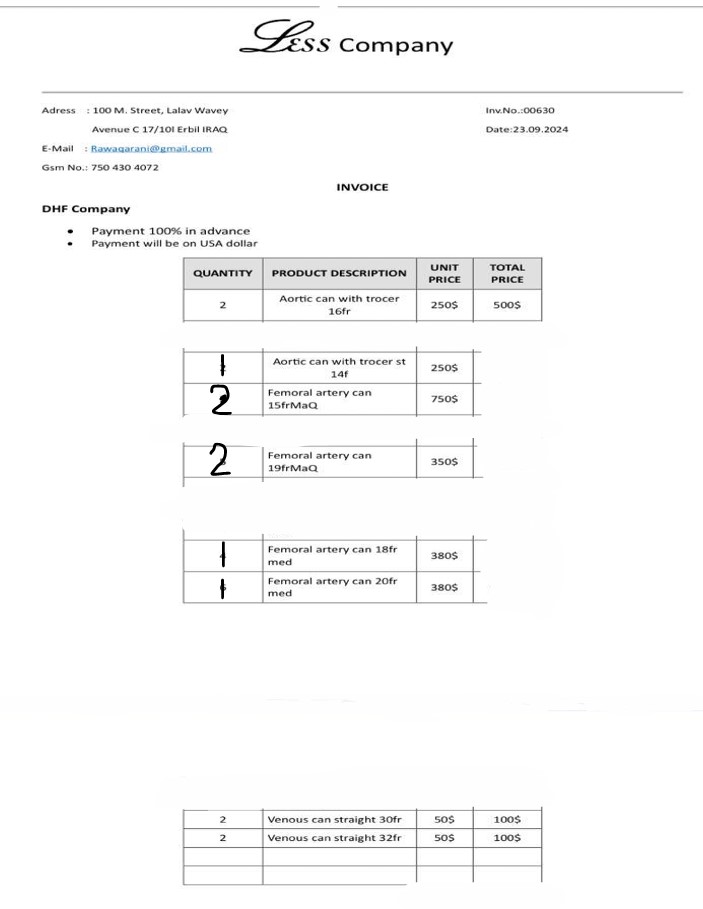 Less Company
Adress : 100 M. Street, Lalav Wavey
Inv.No.:00630
Avenue C 17/10l Erbil IRAQ
Date:23.09.2024
E-Mail : Rawaqarani@gmail.com
Gsm No.: 750 430 4072
INVOICE
DHF Company
• Payment 100% in advance
• Payment will be on USA dollar
QUANTITY PRODUCT DESCRIPTION UNIT PRICE TOTAL PRICE
2 Aortic can with trocer 16fr 250$ 500$
1 Aortic can with trocer st 14f 250$
2 Femoral artery can 15frMaQ 750$
2 Femoral artery can 19frMaQ 350$
1 Femoral artery can 18fr med 380$
1 Femoral artery can 20fr med 380$
2 Venous can straight 30fr 50$ 100$
2 Venous can straight 32fr 50$ 100$